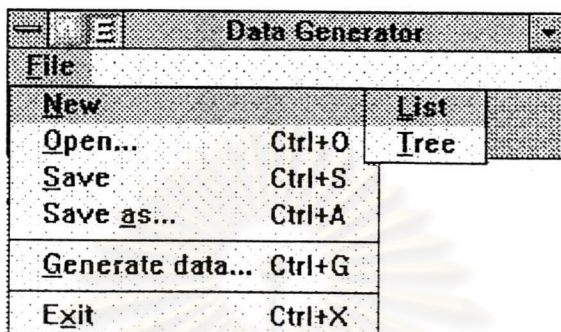 Data Generator
File
New
List
Open... Ctrl+O
Tree
Save Ctrl+S
Save as... Ctrl+A
Generate data... Ctrl+G
Exit Ctrl+X